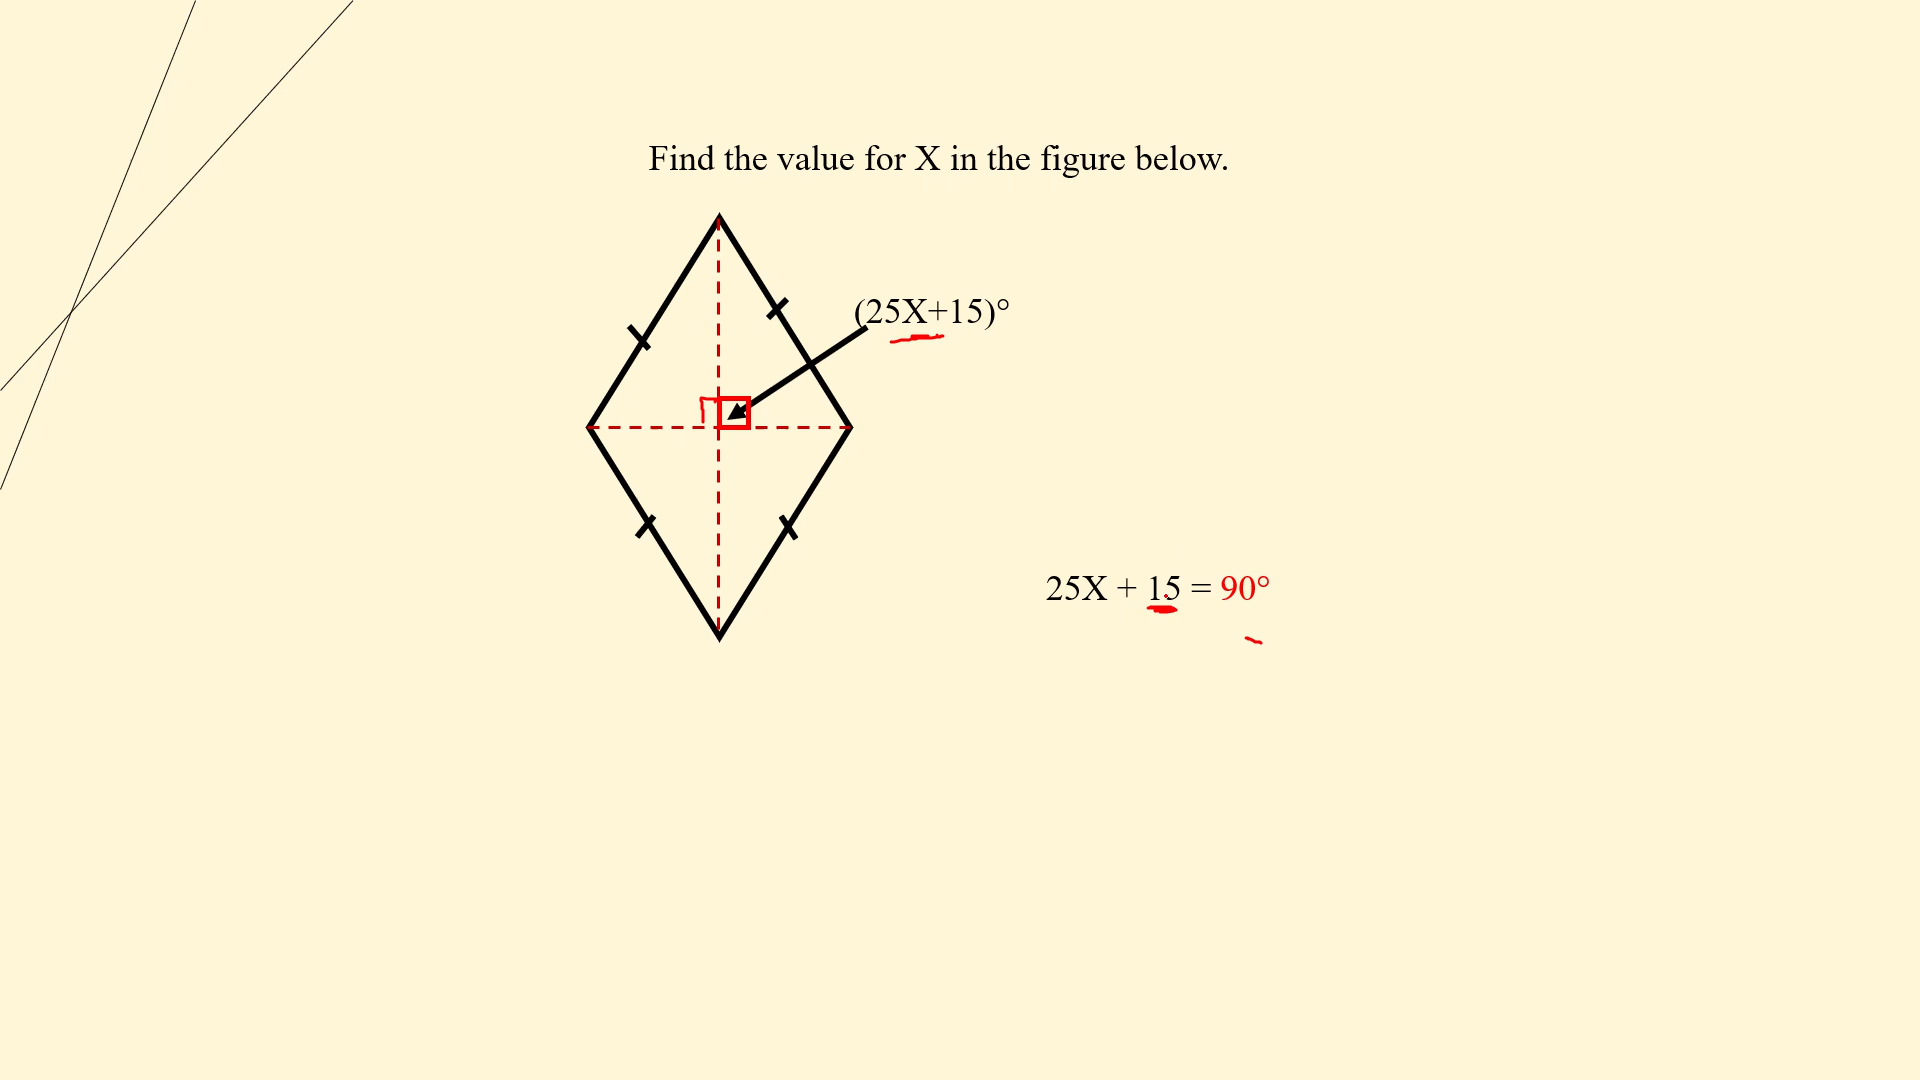 Find the value for X in the figure below.
(25X+15)°
25X + 15 = 90°